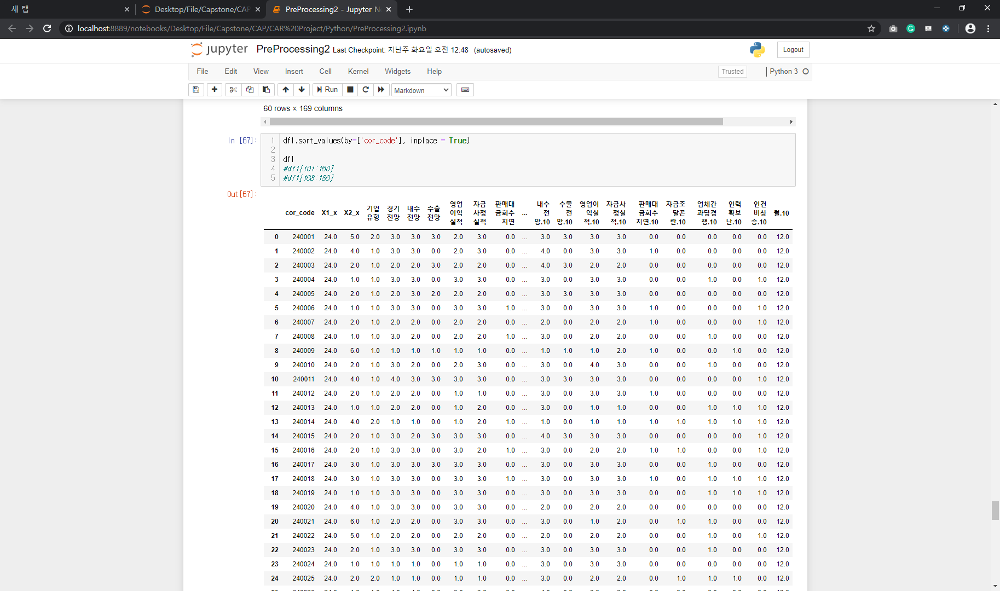 새 탭
Desktop/File/Capstone/CAP
PreProcessing2 - Jupyter N
localhost:8889/notebooks/Desktop/File/Capstone/CAP/CAR%20Project/Python/PreProcessing2.ipynb
jupyter PreProcessing2 Last Checkpoint: 지난주 화요일 오전 12:48 (autosaved)
Logout
File Edit View Insert Cell Kernel Widgets Help
Trusted
Python 3
Run
Markdown
60 rows × 169 columns
In [67]:
1 df1.sort_values(by=['cor_code'], inplace = True)
2
3 df1
4 #df1[101:160]
5 #df1[168:186]
Out[67]:
cor_code X1_x X2_x 기업유형 경기전망 내수전망 수출전망 영업이익실적 자금사정실적 판매대금회수지연 ... 내수전망.10 수출전망.10 영업이익실적.10 자금사정실적.10 판매대금회수지연.10 자금조달곤란.10 업체간과당경쟁.10 인력확보난.10 인건비상승.10 월.10
0 240001 24.0 5.0 2.0 3.0 3.0 3.0 2.0 3.0 0.0 ... 3.0 3.0 3.0 3.0 0.0 0.0 0.0 0.0 0.0 12.0
1 240002 24.0 4.0 1.0 3.0 3.0 0.0 2.0 3.0 0.0 ... 4.0 0.0 3.0 3.0 1.0 0.0 0.0 0.0 0.0 12.0
2 240003 24.0 2.0 1.0 2.0 2.0 3.0 2.0 2.0 0.0 ... 4.0 3.0 2.0 2.0 0.0 0.0 0.0 0.0 0.0 12.0
3 240004 24.0 1.0 1.0 3.0 3.0 0.0 3.0 3.0 0.0 ... 3.0 0.0 3.0 3.0 0.0 0.0 1.0 0.0 1.0 12.0
4 240005 24.0 2.0 1.0 2.0 3.0 2.0 2.0 2.0 0.0 ... 3.0 3.0 3.0 3.0 0.0 0.0 0.0 0.0 0.0 12.0
5 240006 24.0 1.0 1.0 3.0 3.0 0.0 3.0 3.0 1.0 ... 3.0 0.0 3.0 3.0 1.0 0.0 0.0 0.0 1.0 12.0
6 240007 24.0 2.0 1.0 2.0 2.0 0.0 2.0 2.0 0.0 ... 2.0 0.0 2.0 2.0 1.0 0.0 0.0 0.0 1.0 12.0
7 240008 24.0 1.0 1.0 3.0 2.0 0.0 2.0 2.0 1.0 ... 3.0 0.0 2.0 2.0 0.0 0.0 1.0 0.0 0.0 12.0
8 240009 24.0 6.0 1.0 1.0 1.0 1.0 1.0 1.0 0.0 ... 1.0 1.0 1.0 2.0 1.0 0.0 0.0 1.0 0.0 12.0
9 240010 24.0 2.0 1.0 3.0 2.0 0.0 2.0 3.0 0.0 ... 3.0 0.0 4.0 3.0 0.0 0.0 1.0 0.0 0.0 12.0
10 240011 24.0 4.0 1.0 4.0 3.0 3.0 3.0 3.0 0.0 ... 3.0 3.0 3.0 3.0 0.0 0.0 0.0 0.0 1.0 12.0
11 240012 24.0 2.0 1.0 2.0 2.0 0.0 1.0 1.0 0.0 ... 3.0 0.0 3.0 3.0 1.0 0.0 0.0 0.0 0.0 12.0
12 240013 24.0 1.0 1.0 2.0 2.0 0.0 1.0 2.0 0.0 ... 3.0 0.0 1.0 1.0 0.0 0.0 1.0 1.0 1.0 12.0
13 240014 24.0 4.0 2.0 1.0 1.0 0.0 1.0 2.0 1.0 ... 1.0 0.0 1.0 1.0 1.0 1.0 1.0 1.0 1.0 12.0
14 240015 24.0 2.0 1.0 3.0 2.0 3.0 3.0 3.0 0.0 ... 4.0 3.0 3.0 3.0 0.0 0.0 0.0 0.0 1.0 12.0
15 240016 24.0 2.0 1.0 3.0 3.0 0.0 3.0 2.0 1.0 ... 3.0 0.0 2.0 2.0 1.0 1.0 0.0 0.0 1.0 12.0
16 240017 24.0 3.0 1.0 3.0 3.0 3.0 3.0 3.0 0.0 ... 3.0 3.0 3.0 3.0 0.0 0.0 1.0 0.0 0.0 12.0
17 240018 24.0 3.0 1.0 3.0 3.0 0.0 3.0 3.0 1.0 ... 3.0 0.0 3.0 3.0 1.0 0.0 1.0 1.0 1.0 12.0
18 240019 24.0 1.0 1.0 3.0 3.0 0.0 3.0 3.0 0.0 ... 3.0 0.0 3.0 3.0 0.0 0.0 1.0 1.0 1.0 12.0
19 240020 24.0 4.0 1.0 3.0 3.0 0.0 3.0 3.0 0.0 ... 2.0 0.0 2.0 2.0 0.0 0.0 0.0 0.0 0.0 12.0
20 240021 24.0 6.0 1.0 2.0 2.0 0.0 3.0 3.0 0.0 ... 3.0 0.0 1.0 2.0 0.0 1.0 1.0 0.0 0.0 12.0
21 240022 24.0 5.0 1.0 2.0 2.0 0.0 2.0 2.0 0.0 ... 2.0 0.0 2.0 2.0 0.0 0.0 1.0 0.0 1.0 12.0
22 240023 24.0 2.0 1.0 3.0 3.0 0.0 3.0 3.0 0.0 ... 3.0 0.0 3.0 3.0 0.0 0.0 1.0 0.0 0.0 12.0
23 240024 24.0 1.0 1.0 1.0 1.0 0.0 1.0 1.0 0.0 ... 3.0 0.0 3.0 3.0 0.0 0.0 0.0 0.0 0.0 12.0
24 240025 24.0 2.0 2.0 1.0 1.0 0.0 1.0 1.0 0.0 ... 3.0 0.0 2.0 2.0 0.0 1.0 1.0 1.0 0.0 12.0